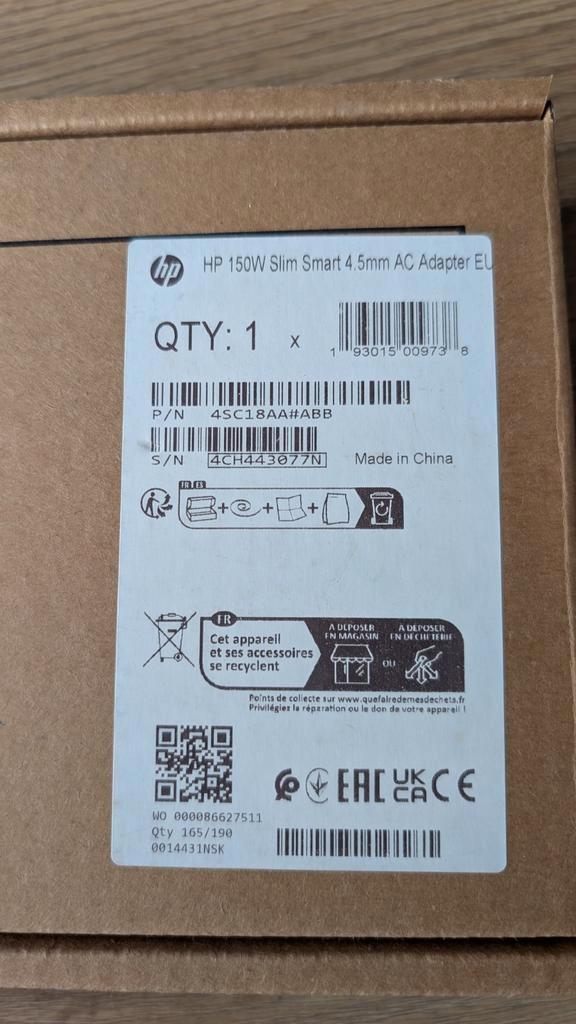 hp
HP 150W Slim Smart 4.5mm AC Adapter EU
QTY: 1 x
1 93015 00973 8
P/N 4SC18AA#ABB
S/N 4CH443077N Made in China
FR ES
FR
Cet appareil
et ses accessoires
se recyclent
À DÉPOSER
EN MAGASIN
OU
À DÉPOSER
EN DÉCHÈTERIE
Points de collecte sur www.quefairedemesdechets.fr
Privilégiez la réparation ou le don de votre appareil !
EAC UK CA CE
WO 000086627511
Qty 165/190
0014431NSK